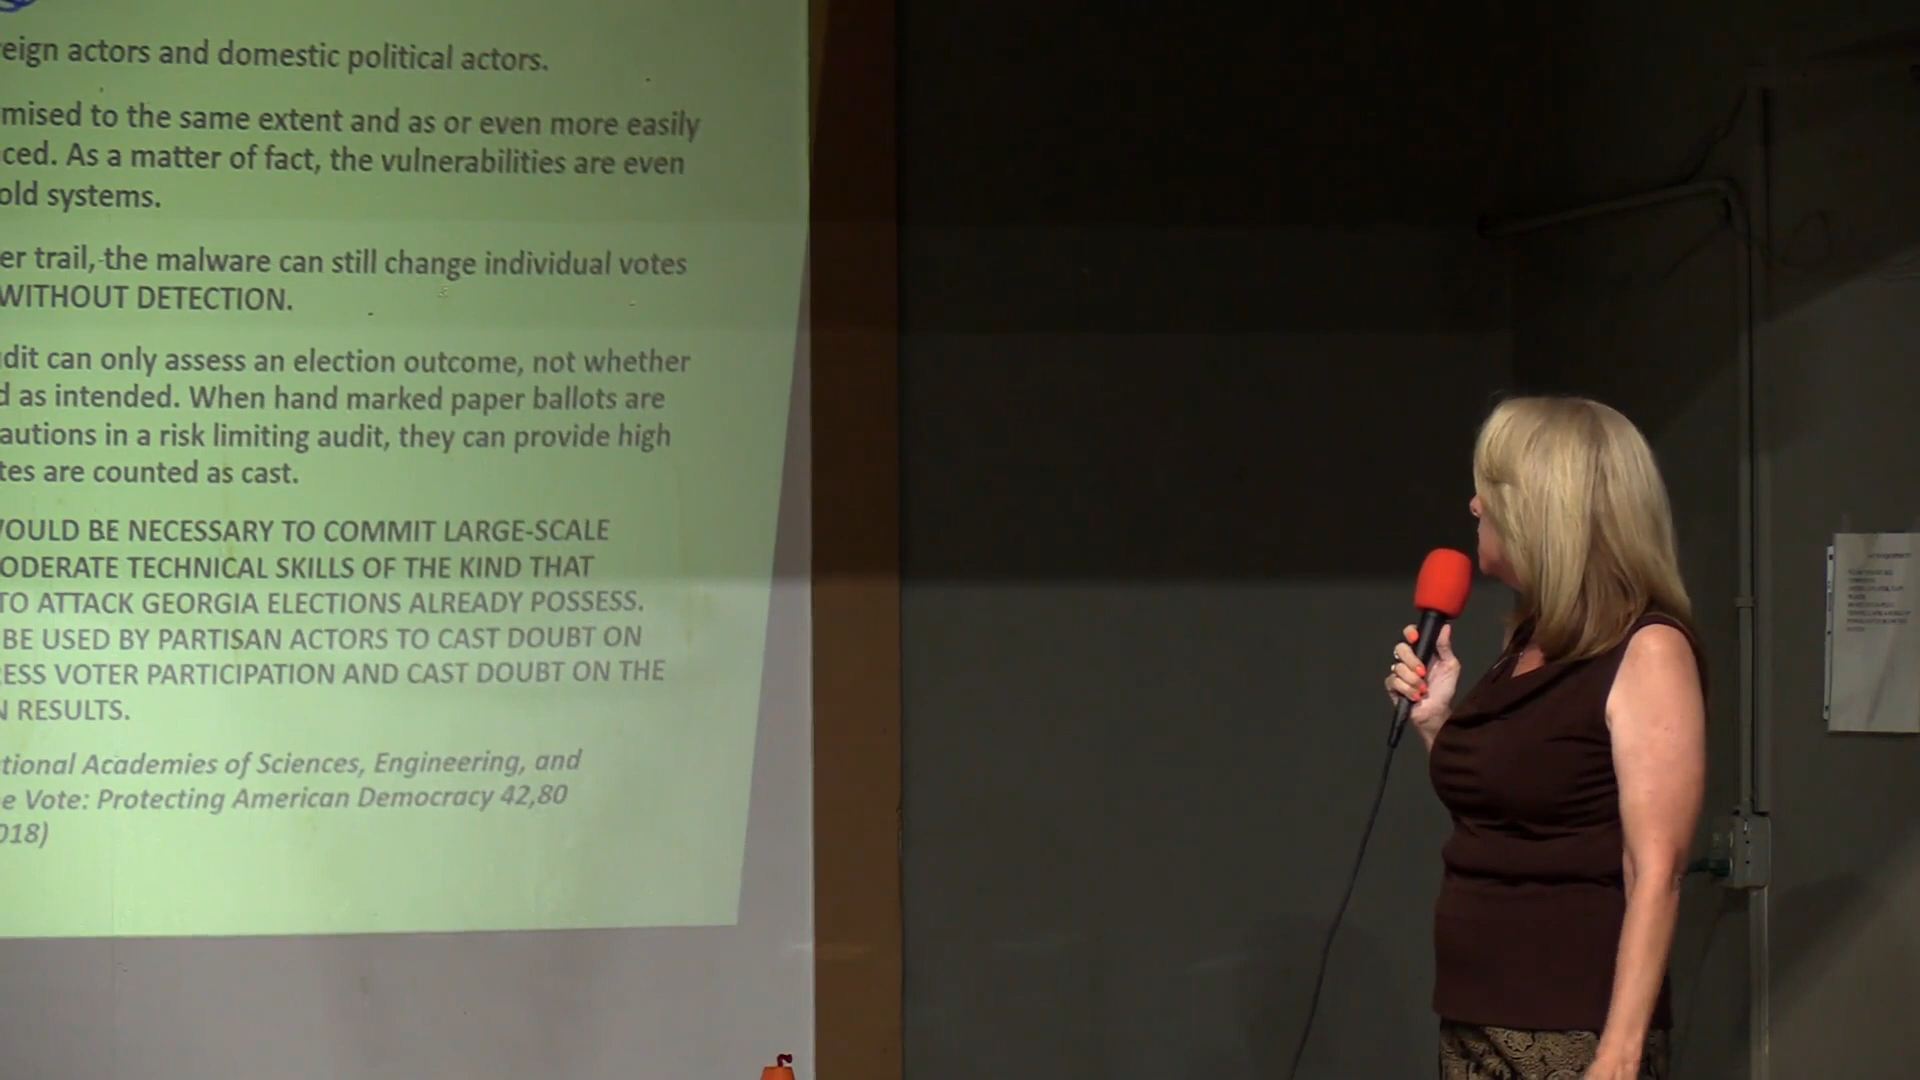 eign actors and domestic political actors.
mised to the same extent and as or even more easily
ced. As a matter of fact, the vulnerabilities are even
old systems.
er trail, the malware can still change individual votes
WITHOUT DETECTION.
dit can only assess an election outcome, not whether
d as intended. When hand marked paper ballots are
autions in a risk limiting audit, they can provide high
tes are counted as cast.
OULD BE NECESSARY TO COMMIT LARGE-SCALE
ODERATE TECHNICAL SKILLS OF THE KIND THAT
TO ATTACK GEORGIA ELECTIONS ALREADY POSSESS.
BE USED BY PARTISAN ACTORS TO CAST DOUBT ON
ESS VOTER PARTICIPATION AND CAST DOUBT ON THE
N RESULTS.
tional Academies of Sciences, Engineering, and
e Vote: Protecting American Democracy 42,80
018)